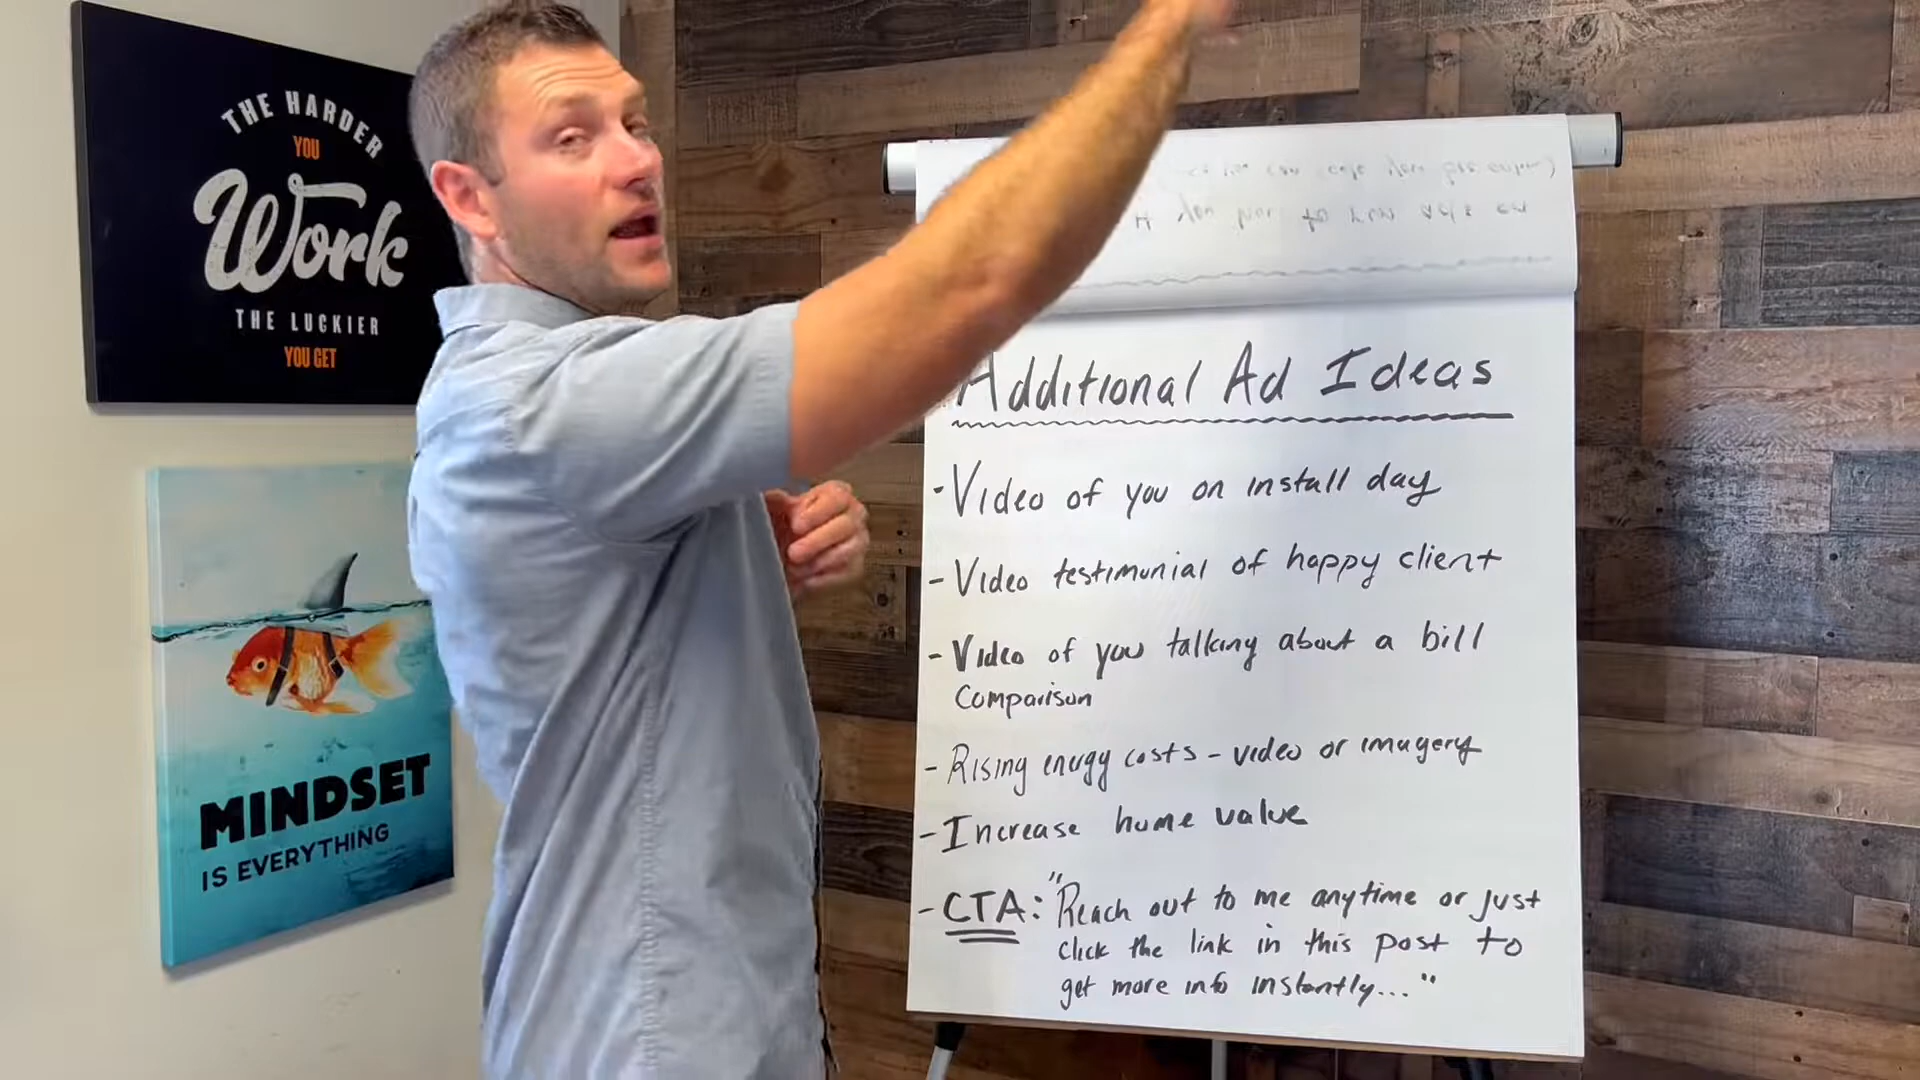 THE HARDER
YOU
Work
THE LUCKIER
YOU GET
MINDSET
IS EVERYTHING
Additional Ad Ideas
- Video of you on install day
- Video testimonial of happy client
- Video of you talking about a bill
Comparison
- Rising energy costs - video or imagery
- Increase home value
- CTA: "Reach out to me anytime or just
click the link in this post to
get more info instantly..."